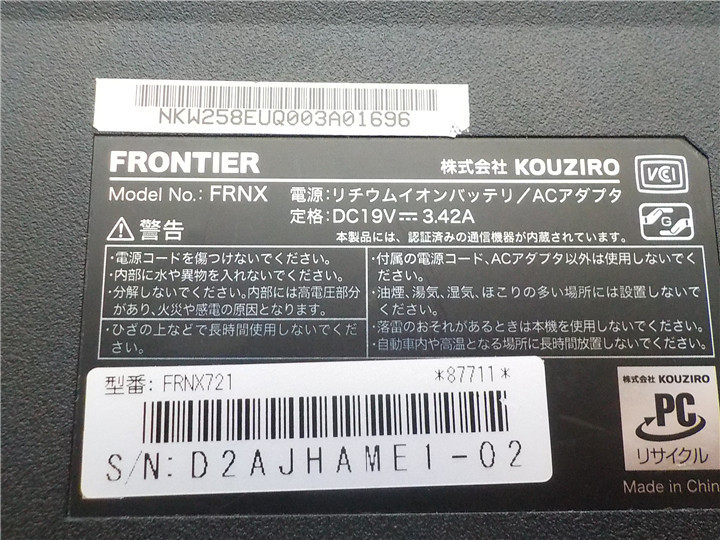 NKW258EUQ003A01696
FRONTIER 株式会社 KOUZIRO
VCCI
Model No.: FRNX 電源:リチウムイオンバッテリ/ACアダプタ
定格:DC19V⎓3.42A
G
⚠警告
本製品には、認証済みの通信機器が内蔵されています。
・電源コードを傷つけないでください。
・内部に水や異物を入れないでください。
・分解しないでください。内部には高電圧部分
があり、火災や感電の原因となります。
・ひざの上などで長時間使用しないでくだ
さい。
・付属の電源コード、ACアダプタ以外は使用しないでく
ださい。
・油煙、湯気、湿気、ほこりの多い場所には設置しないで
ください。
・落雷のおそれがあるときは本機を使用しないでください。
・自動車内や高温となる場所に長時間放置しないでください。
型番: FRNX721 *87711*
S/N: D2AJHAME1-02
株式会社 KOUZIRO
PC
リサイクル
Made in Chin